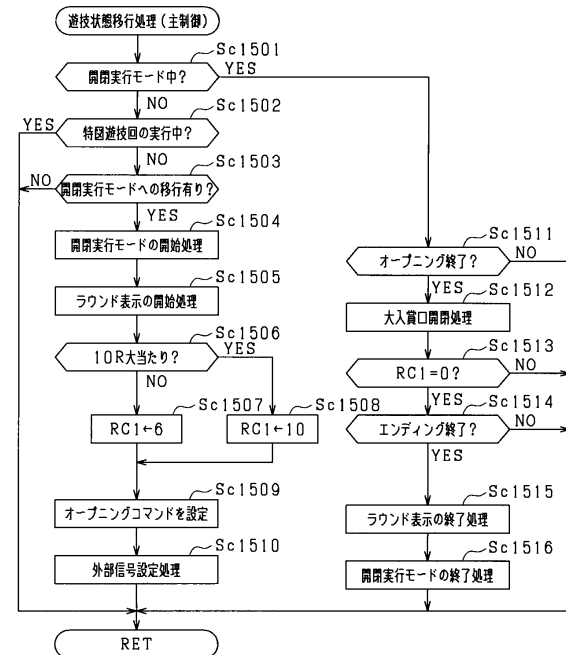 遊技状態移行処理(主制御)
Sc1501
開閉実行モード中?
YES
NO
Sc1502
YES
特図遊技回の実行中?
NO
Sc1503
NO
開閉実行モードへの移行有り?
YES
Sc1504
開閉実行モードの開始処理
Sc1505
ラウンド表示の開始処理
Sc1506
10R大当たり?
YES
NO
Sc1507
RC1←6
Sc1508
RC1←10
Sc1509
オープニングコマンドを設定
Sc1510
外部信号設定処理
RET
Sc1511
オープニング終了?
NO
YES
Sc1512
大入賞口開閉処理
Sc1513
RC1=0?
NO
YES
Sc1514
エンディング終了?
NO
YES
Sc1515
ラウンド表示の終了処理
Sc1516
開閉実行モードの終了処理